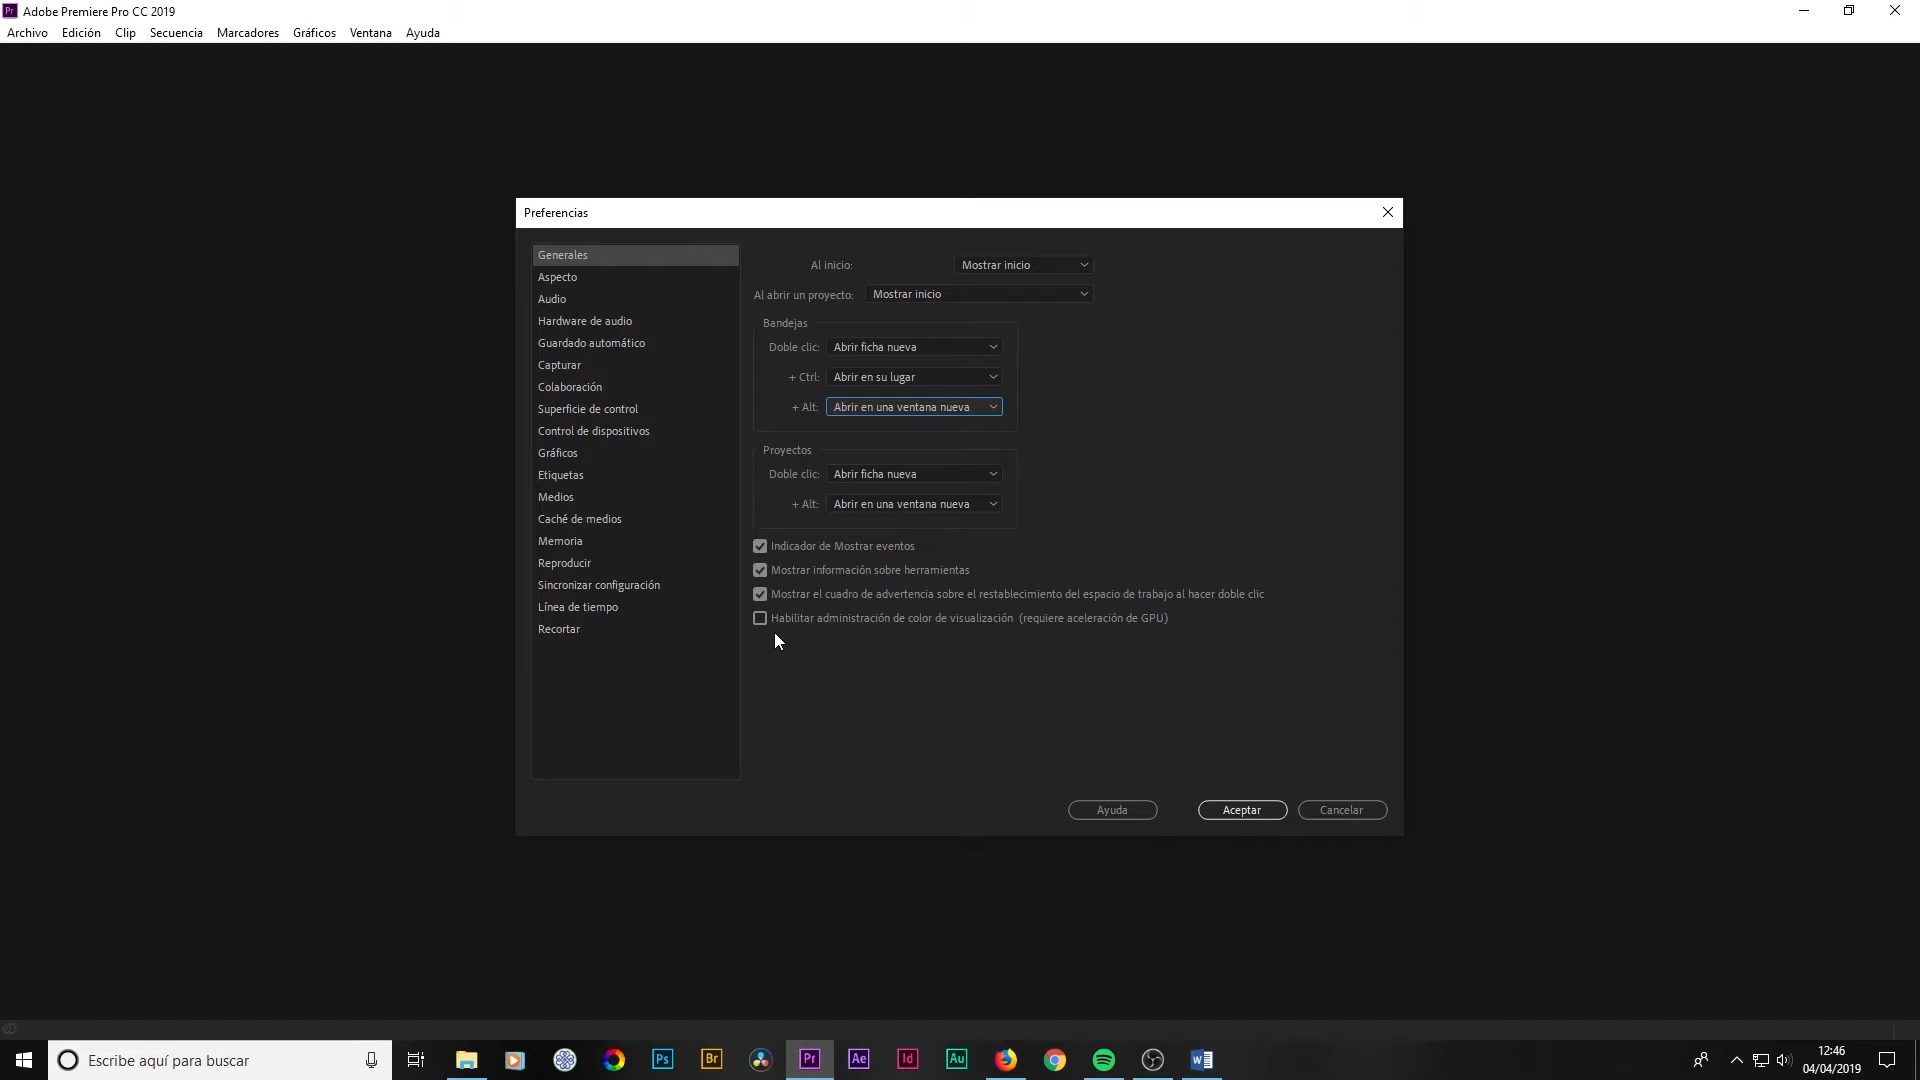 Pr Adobe Premiere Pro CC 2019
Archivo Edición Clip Secuencia Marcadores Gráficos Ventana Ayuda
Preferencias
Generales
Aspecto
Audio
Hardware de audio
Guardado automático
Capturar
Colaboración
Superficie de control
Control de dispositivos
Gráficos
Etiquetas
Medios
Caché de medios
Memoria
Reproducir
Sincronizar configuración
Línea de tiempo
Recortar
Al inicio: Mostrar inicio
Al abrir un proyecto: Mostrar inicio
Bandejas
Doble clic: Abrir ficha nueva
+ Ctrl: Abrir en su lugar
+ Alt: Abrir en una ventana nueva
Proyectos
Doble clic: Abrir ficha nueva
+ Alt: Abrir en una ventana nueva
Indicador de Mostrar eventos
Mostrar información sobre herramientas
Mostrar el cuadro de advertencia sobre el restablecimiento del espacio de trabajo al hacer doble clic
Habilitar administración de color de visualización (requiere aceleración de GPU)
Ayuda Aceptar Cancelar
Escribe aquí para buscar
Ps Br Pr Ae Id Au W
12:46
04/04/2019